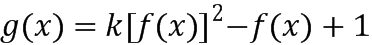 g(x) = k[f(x)]² − f(x) + 1